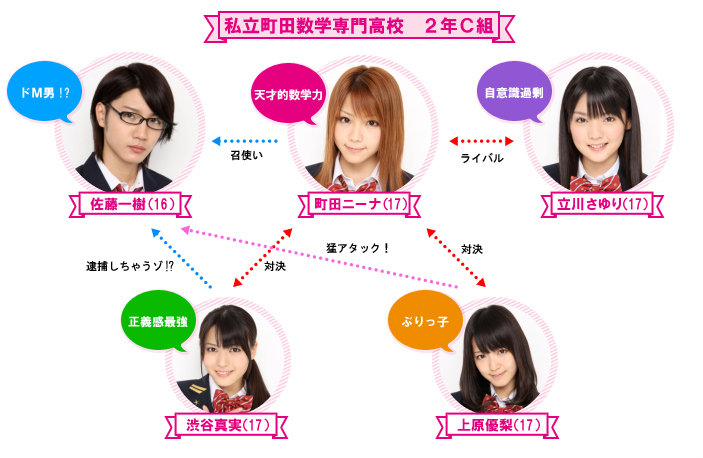 私立町田数学専門高校　２年Ｃ組
ドM男!?
天才的数学力
自意識過剰
召使い
ライバル
佐藤一樹(16)
町田ニーナ(17)
立川さゆり(17)
逮捕しちゃうゾ!?
対決
猛アタック！
対決
正義感最強
ぶりっ子
渋谷真実(17)
上原優梨(17)